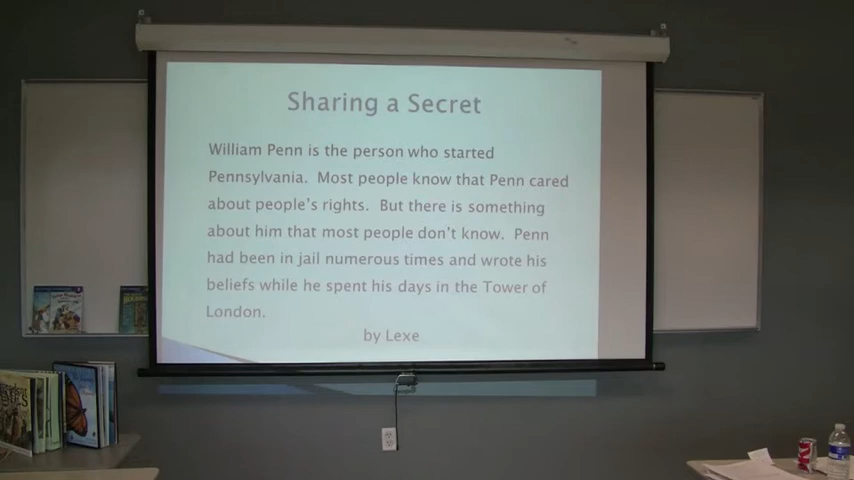 Sharing a Secret
William Penn is the person who started
Pennsylvania.  Most people know that Penn cared
about people's rights.  But there is something
about him that most people don't know.  Penn
had been in jail numerous times and wrote his
beliefs while he spent his days in the Tower of
London.
by Lexe